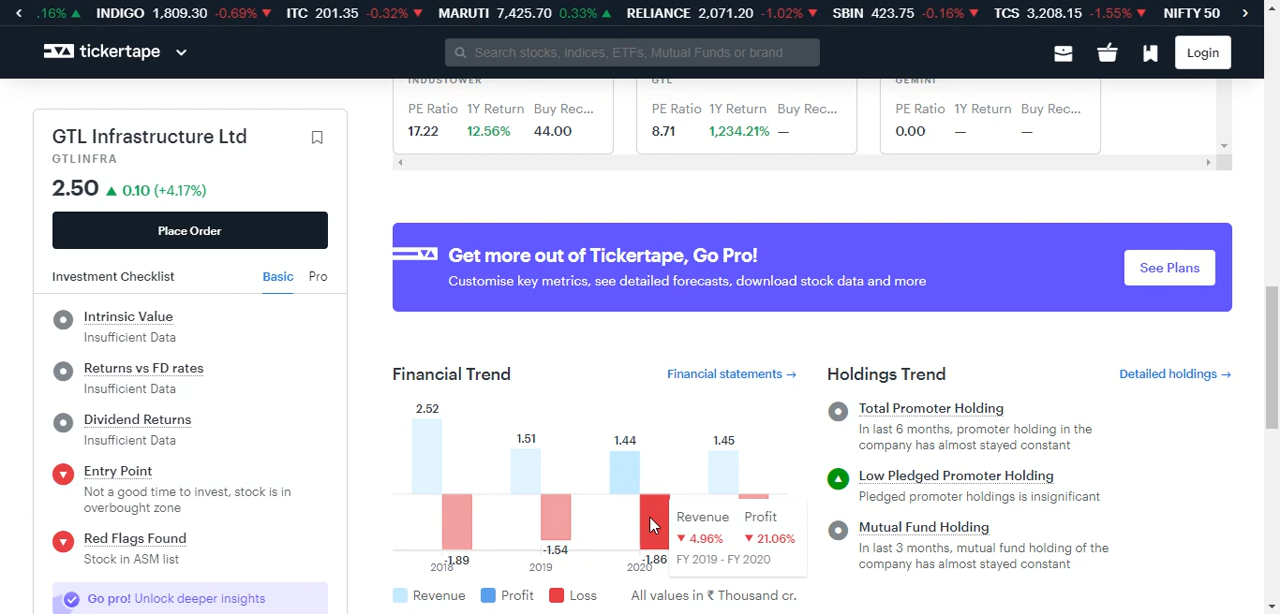 .16% INDIGO 1,809.30 -0.69% ITC 201.35 -0.32% MARUTI 7,425.70 0.33% RELIANCE 2,071.20 -1.02% SBIN 423.75 -0.16% TCS 3,208.15 -1.55% NIFTY 50
tickertape
Search stocks, indices, ETFs, Mutual Funds or brand
Login
INDUSTOWER GTL GEMINI
PE Ratio 1Y Return Buy Rec... PE Ratio 1Y Return Buy Rec... PE Ratio 1Y Return Buy Rec...
17.22 12.56% 44.00 8.71 1,234.21% — 0.00 — —
GTL Infrastructure Ltd
GTLINFRA
2.50 ▲ 0.10 (+4.17%)
Place Order
Investment Checklist Basic Pro
Intrinsic Value
Insufficient Data
Returns vs FD rates
Insufficient Data
Dividend Returns
Insufficient Data
Entry Point
Not a good time to invest, stock is in
overbought zone
Red Flags Found
Stock in ASM list
Go pro! Unlock deeper insights
Get more out of Tickertape, Go Pro!
Customise key metrics, see detailed forecasts, download stock data and more
See Plans
Financial Trend Financial statements →
2.52
1.51
1.44
1.45
-1.89
-1.54
-1.86
2018 2019 2020
Revenue Profit
▼ 4.96% ▼ 21.06%
FY 2019 - FY 2020
Revenue Profit Loss All values in ₹ Thousand cr.
Holdings Trend Detailed holdings →
Total Promoter Holding
In last 6 months, promoter holding in the
company has almost stayed constant
Low Pledged Promoter Holding
Pledged promoter holdings is insignificant
Mutual Fund Holding
In last 3 months, mutual fund holding of the
company has almost stayed constant